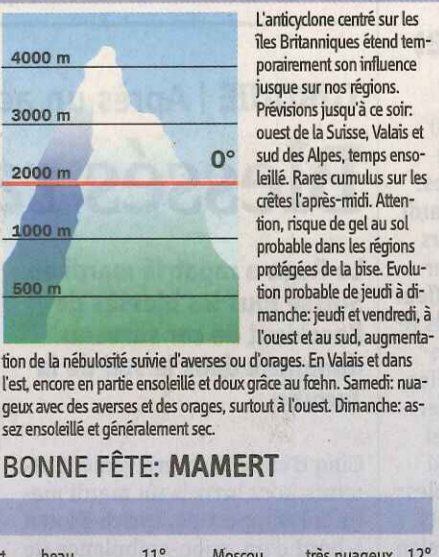 4000 m
3000 m
0°
2000 m
1000 m
500 m
L'anticyclone centré sur les
îles Britanniques étend tem-
porairement son influence
jusque sur nos régions.
Prévisions jusqu'à ce soir:
ouest de la Suisse, Valais et
sud des Alpes, temps enso-
leillé. Rares cumulus sur les
crêtes l'après-midi. Atten-
tion, risque de gel au sol
probable dans les régions
protégées de la bise. Evolu-
tion probable de jeudi à di-
manche: jeudi et vendredi, à
l'ouest et au sud, augmenta-
tion de la nébulosité suivie d'averses ou d'orages. En Valais et dans
l'est, encore en partie ensoleillé et doux grâce au fœhn. Samedi: nua-
geux avec des averses et des orages, surtout à l'ouest. Dimanche: as-
sez ensoleillé et généralement sec.
BONNE FÊTE: MAMERT
beau 11° Moscou très nuageux 12°